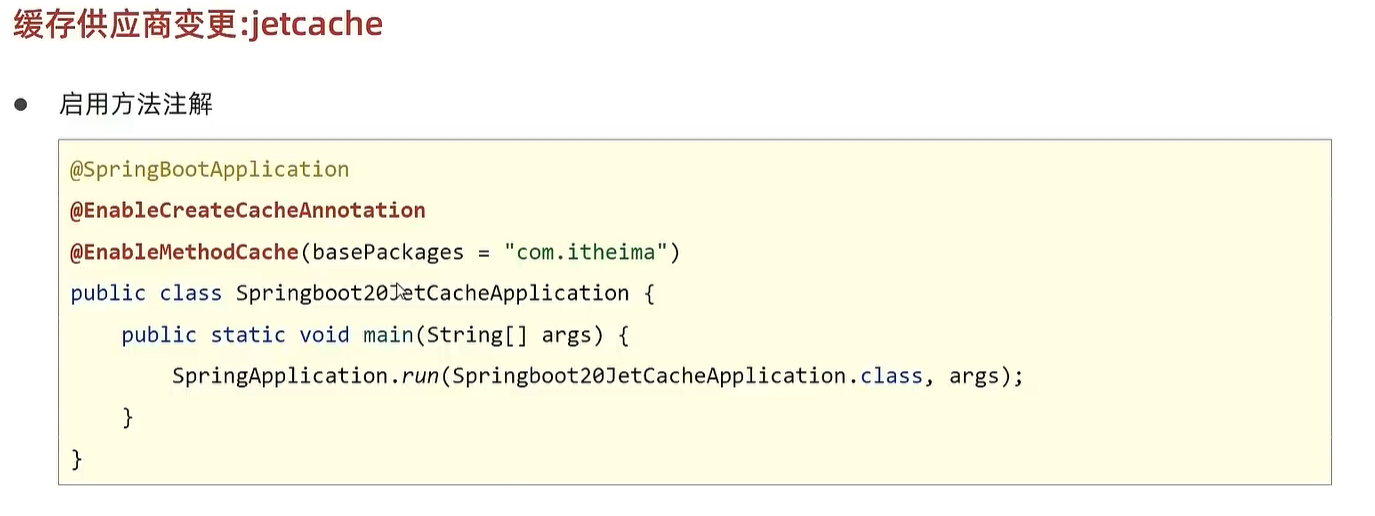 缓存供应商变更:jetcache
● 启用方法注解
@SpringBootApplication
@EnableCreateCacheAnnotation
@EnableMethodCache(basePackages = "com.itheima")
public class Springboot20JetCacheApplication {
    public static void main(String[] args) {
        SpringApplication.run(Springboot20JetCacheApplication.class, args);
    }
}